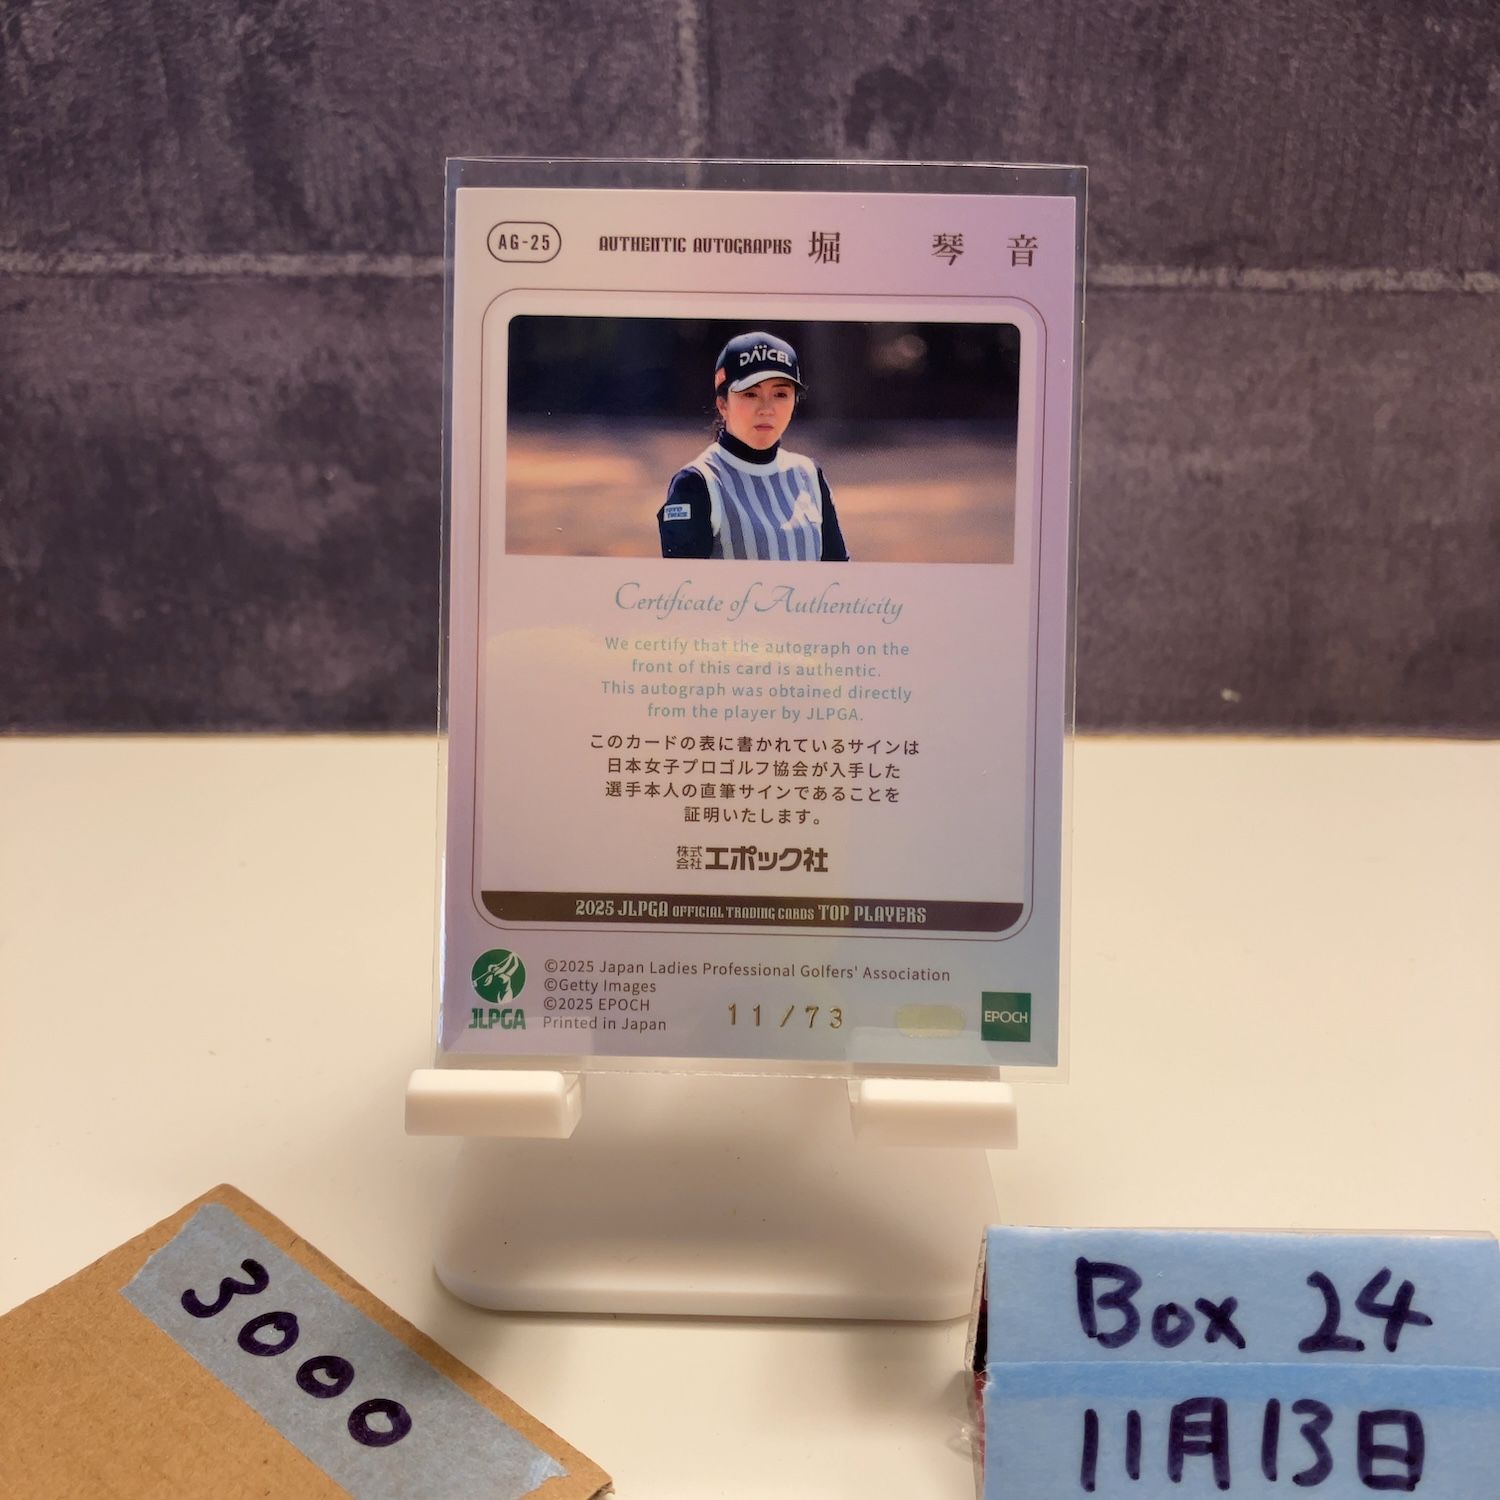 AG-25 AUTHENTIC AUTOGRAPHS 堀 琴 音
DAICEL
TOYO TIRES
Certificate of Authenticity
We certify that the autograph on the
front of this card is authentic.
This autograph was obtained directly
from the player by JLPGA.
このカードの表に書かれているサインは
日本女子プロゴルフ協会が入手した
選手本人の直筆サインであることを
証明いたします。
株式会社エポック社
2025 JLPGA OFFICIAL TRADING CARDS TOP PLAYERS
©2025 Japan Ladies Professional Golfers' Association
©Getty Images
©2025 EPOCH
Printed in Japan
11/73
JLPGA
EPOCH
3000
Box 24
11月13日